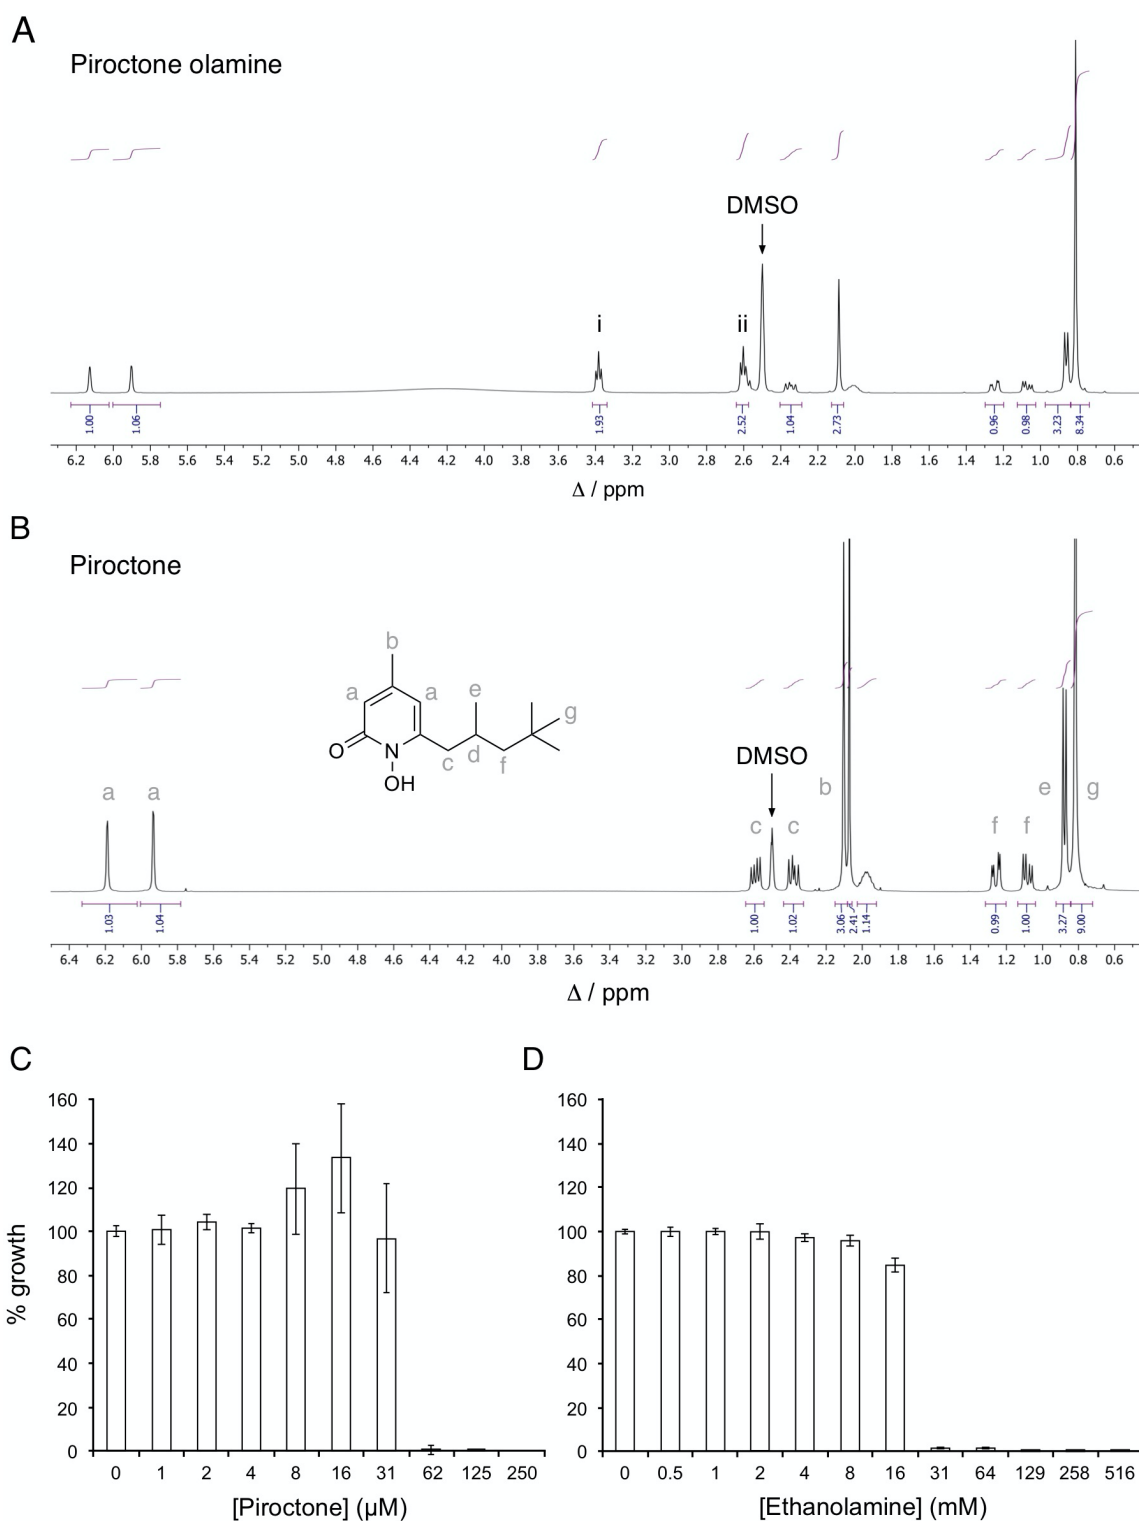 A
Piroctone olamine
DMSO
i
ii
1.00
1.06
1.93
2.52
1.04
2.73
0.96
0.98
3.23
8.34
6.2 6.0 5.8 5.6 5.4 5.2 5.0 4.8 4.6 4.4 4.2 4.0 3.8 3.6 3.4 3.2 3.0 2.8 2.6 2.4 2.2 2.0 1.8 1.6 1.4 1.2 1.0 0.8 0.6
Δ / ppm
B
Piroctone
b
a a e
g
O N c d f
OH
DMSO
a a c c b f f e g
1.03
1.04
1.00
1.02
3.06
2.41
1.14
0.99
1.00
3.27
9.00
6.4 6.2 6.0 5.8 5.6 5.4 5.2 5.0 4.8 4.6 4.4 4.2 4.0 3.8 3.6 3.4 3.2 3.0 2.8 2.6 2.4 2.2 2.0 1.8 1.6 1.4 1.2 1.0 0.8 0.6
Δ / ppm
C
% growth
160
140
120
100
80
60
40
20
0
0 1 2 4 8 16 31 62 125 250
[Piroctone] (μM)
D
160
140
120
100
80
60
40
20
0
0 0.5 1 2 4 8 16 31 64 129 258 516
[Ethanolamine] (mM)